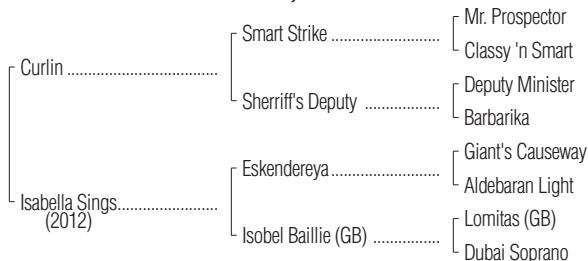 Mr. Prospector
Smart Strike ......................
Classy 'n Smart
Curlin .......................................
Deputy Minister
Sherriff's Deputy ....................
Barbarika
Giant's Causeway
Eskendereya .............................
Aldebaran Light
Isabella Sings ..........................
(2012)
Lomitas (GB)
Isobel Baillie (GB) .................
Dubai Soprano